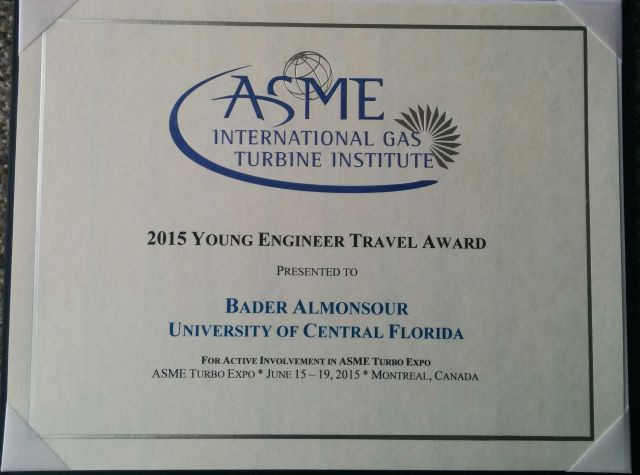 ASME
INTERNATIONAL GAS
TURBINE INSTITUTE
2015 YOUNG ENGINEER TRAVEL AWARD
PRESENTED TO
BADER ALMONSOUR
UNIVERSITY OF CENTRAL FLORIDA
FOR ACTIVE INVOLVEMENT IN ASME TURBO EXPO
ASME TURBO EXPO * JUNE 15 – 19, 2015 * MONTREAL, CANADA